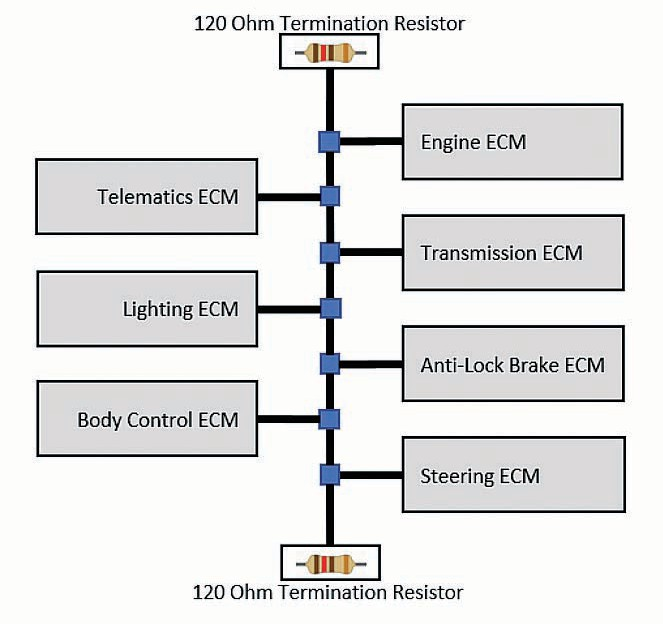 120 Ohm Termination Resistor
Engine ECM
Telematics ECM
Transmission ECM
Lighting ECM
Anti-Lock Brake ECM
Body Control ECM
Steering ECM
120 Ohm Termination Resistor